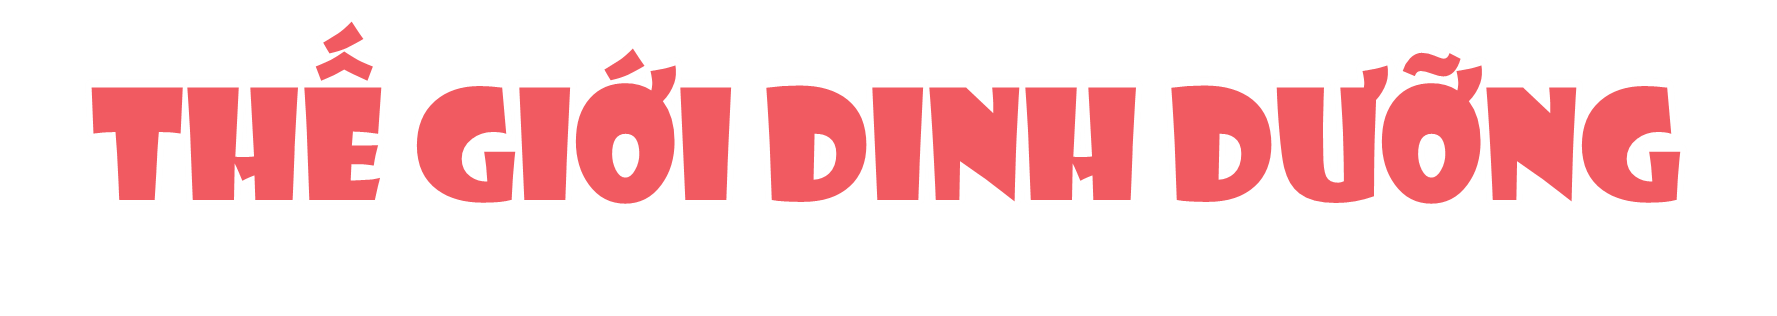 THẾ GIỚI DINH DƯỠNG